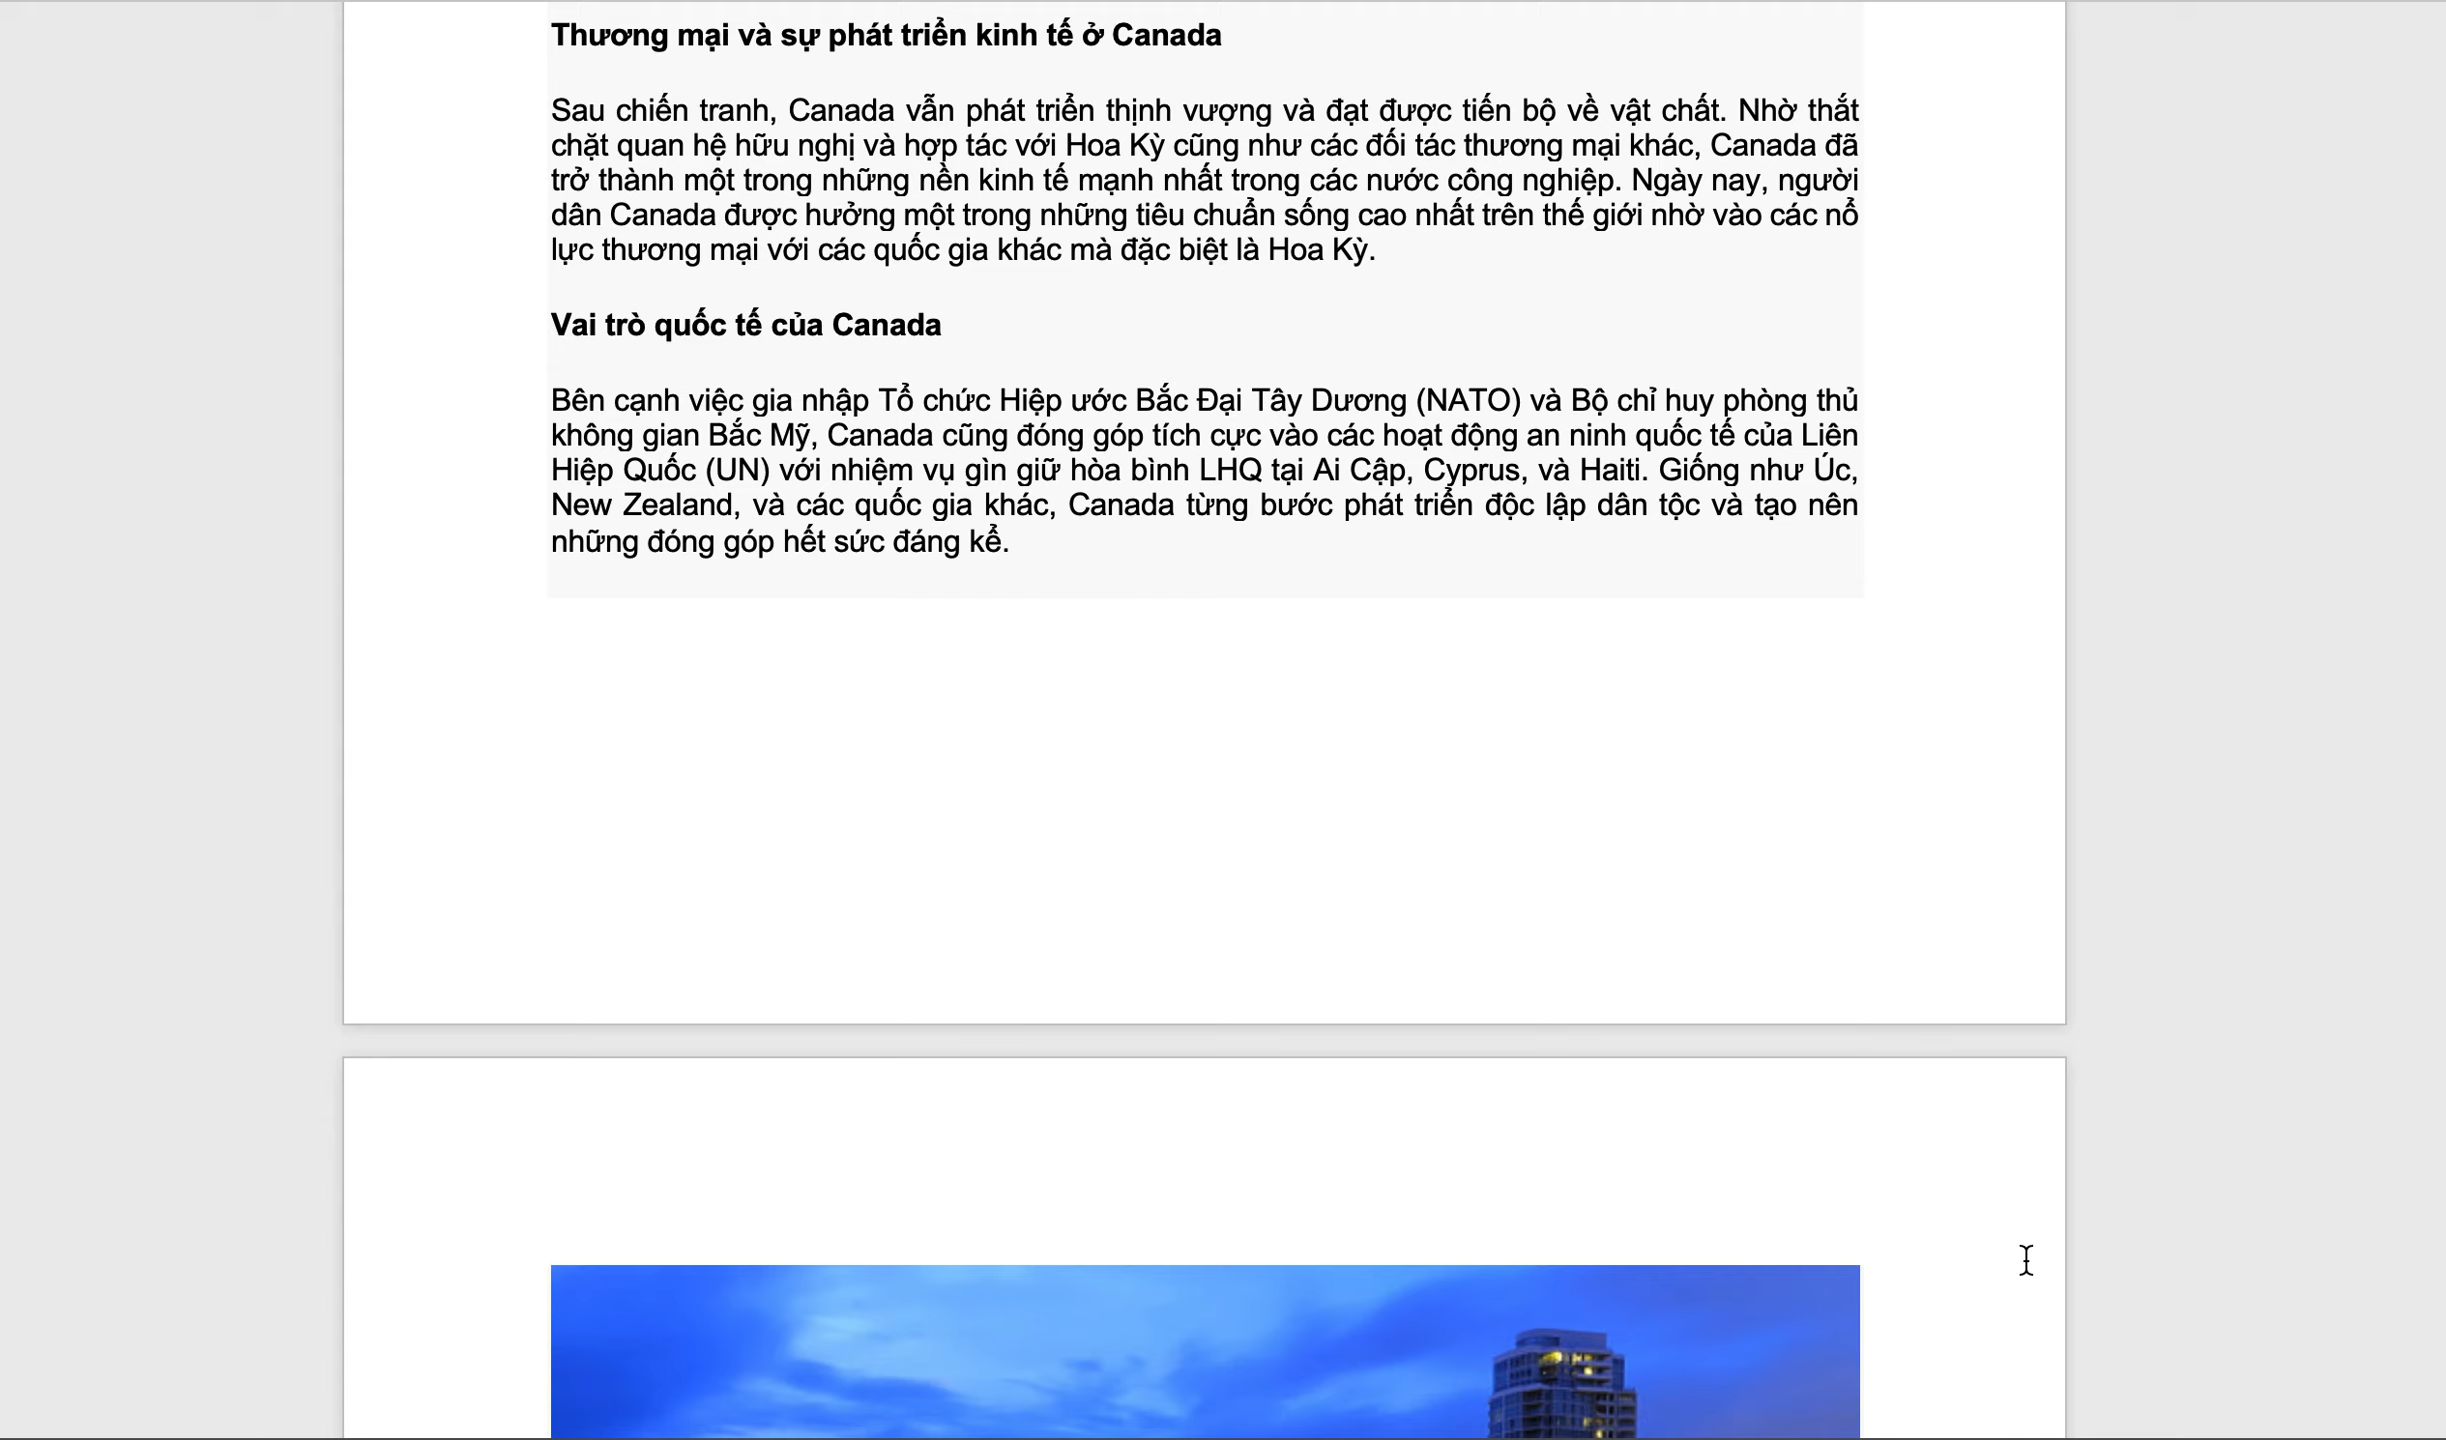 Thương mại và sự phát triển kinh tế ở Canada
Sau chiến tranh, Canada vẫn phát triển thịnh vượng và đạt được tiến bộ về vật chất. Nhờ thắt
chặt quan hệ hữu nghị và hợp tác với Hoa Kỳ cũng như các đối tác thương mại khác, Canada đã
trở thành một trong những nền kinh tế mạnh nhất trong các nước công nghiệp. Ngày nay, người
dân Canada được hưởng một trong những tiêu chuẩn sống cao nhất trên thế giới nhờ vào các nổ
lực thương mại với các quốc gia khác mà đặc biệt là Hoa Kỳ.
Vai trò quốc tế của Canada
Bên cạnh việc gia nhập Tổ chức Hiệp ước Bắc Đại Tây Dương (NATO) và Bộ chỉ huy phòng thủ
không gian Bắc Mỹ, Canada cũng đóng góp tích cực vào các hoạt động an ninh quốc tế của Liên
Hiệp Quốc (UN) với nhiệm vụ gìn giữ hòa bình LHQ tại Ai Cập, Cyprus, và Haiti. Giống như Úc,
New Zealand, và các quốc gia khác, Canada từng bước phát triển độc lập dân tộc và tạo nên
những đóng góp hết sức đáng kể.